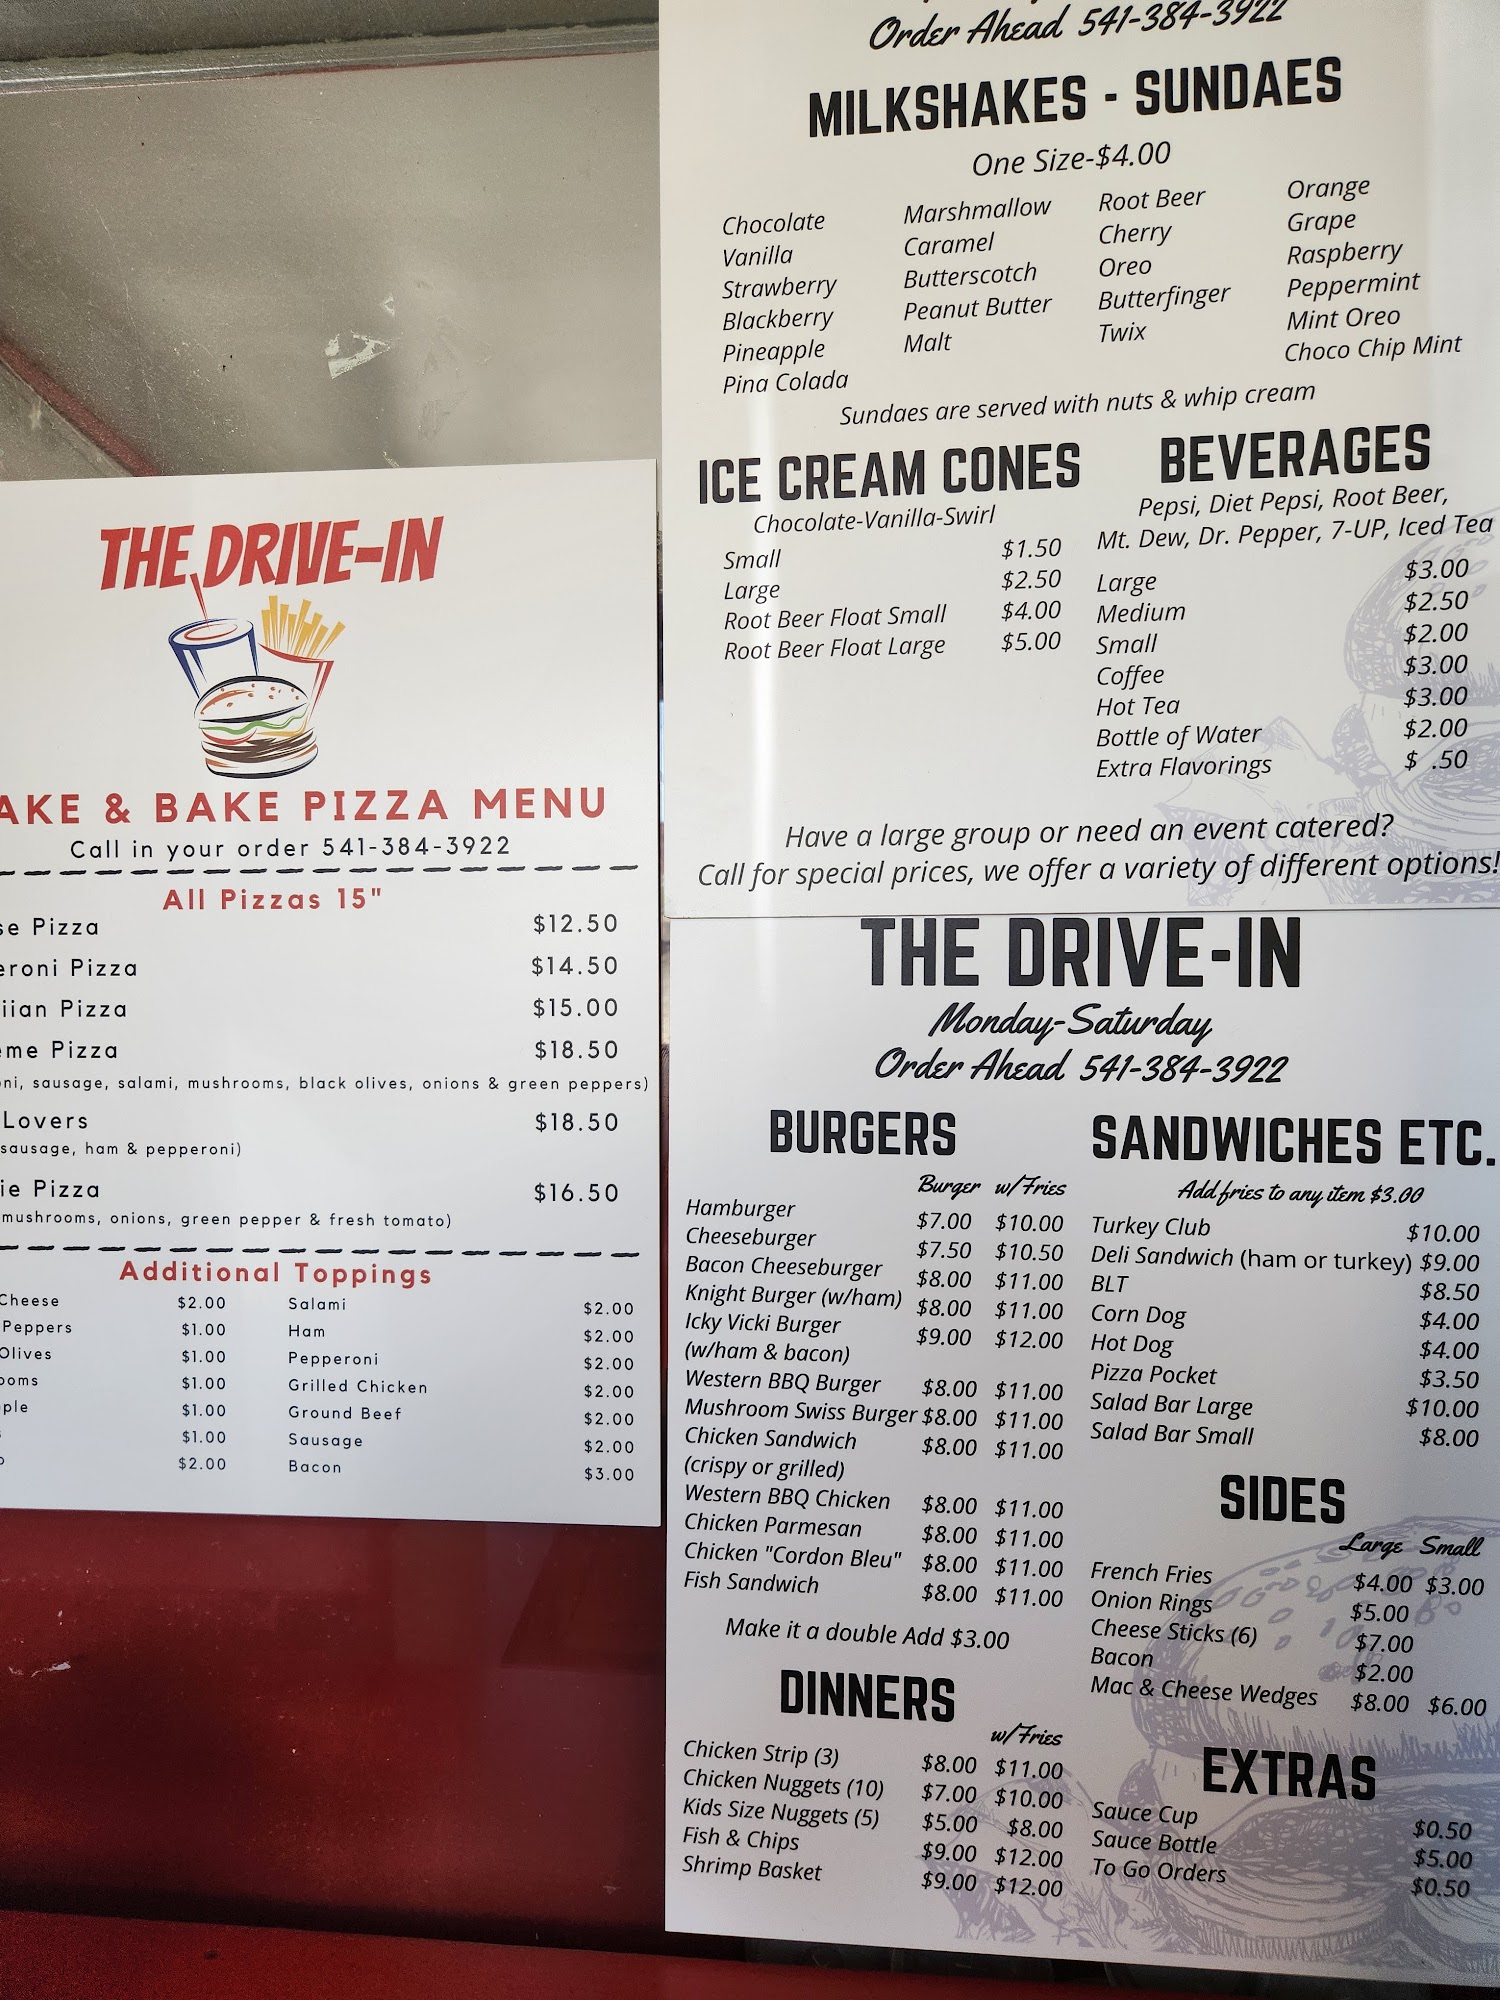 Order Ahead 541-384-3922
MILKSHAKES - SUNDAES
One Size-$4.00
Chocolate
Vanilla
Strawberry
Blackberry
Pineapple
Pina Colada
Marshmallow
Caramel
Butterscotch
Peanut Butter
Malt
Root Beer
Cherry
Oreo
Butterfinger
Twix
Orange
Grape
Raspberry
Peppermint
Mint Oreo
Choco Chip Mint
Sundaes are served with nuts & whip cream
ICE CREAM CONES
Chocolate-Vanilla-Swirl
Small $1.50
Large $2.50
Root Beer Float Small $4.00
Root Beer Float Large $5.00
BEVERAGES
Pepsi, Diet Pepsi, Root Beer,
Mt. Dew, Dr. Pepper, 7-UP, Iced Tea
Large $3.00
Medium $2.50
Small $2.00
Coffee $3.00
Hot Tea $3.00
Bottle of Water $2.00
Extra Flavorings $ .50
Have a large group or need an event catered?
Call for special prices, we offer a variety of different options!
THE DRIVE-IN
AKE & BAKE PIZZA MENU
Call in your order 541-384-3922
All Pizzas 15"
se Pizza $12.50
eroni Pizza $14.50
iian Pizza $15.00
eme Pizza $18.50
oni, sausage, salami, mushrooms, black olives, onions & green peppers)
Lovers $18.50
sausage, ham & pepperoni)
ie Pizza $16.50
mushrooms, onions, green pepper & fresh tomato)
Additional Toppings
Cheese $2.00
Peppers $1.00
Olives $1.00
ooms $1.00
ple $1.00
s $1.00
o $2.00
Salami $2.00
Ham $2.00
Pepperoni $2.00
Grilled Chicken $2.00
Ground Beef $2.00
Sausage $2.00
Bacon $3.00
THE DRIVE-IN
Monday-Saturday
Order Ahead 541-384-3922
BURGERS
Burger w/Fries
Hamburger $7.00 $10.00
Cheeseburger $7.50 $10.50
Bacon Cheeseburger $8.00 $11.00
Knight Burger (w/ham) $8.00 $11.00
Icky Vicki Burger $9.00 $12.00
(w/ham & bacon)
Western BBQ Burger $8.00 $11.00
Mushroom Swiss Burger $8.00 $11.00
Chicken Sandwich $8.00 $11.00
(crispy or grilled)
Western BBQ Chicken $8.00 $11.00
Chicken Parmesan $8.00 $11.00
Chicken "Cordon Bleu" $8.00 $11.00
Fish Sandwich $8.00 $11.00
Make it a double Add $3.00
DINNERS
w/Fries
Chicken Strip (3) $8.00 $11.00
Chicken Nuggets (10) $7.00 $10.00
Kids Size Nuggets (5) $5.00 $8.00
Fish & Chips $9.00 $12.00
Shrimp Basket $9.00 $12.00
SANDWICHES ETC.
Add fries to any item $3.00
Turkey Club $10.00
Deli Sandwich (ham or turkey) $9.00
BLT $8.50
Corn Dog $4.00
Hot Dog $4.00
Pizza Pocket $3.50
Salad Bar Large $10.00
Salad Bar Small $8.00
SIDES
Large Small
French Fries $4.00 $3.00
Onion Rings $5.00
Cheese Sticks (6) $7.00
Bacon $2.00
Mac & Cheese Wedges $8.00 $6.00
EXTRAS
Sauce Cup $0.50
Sauce Bottle $5.00
To Go Orders $0.50